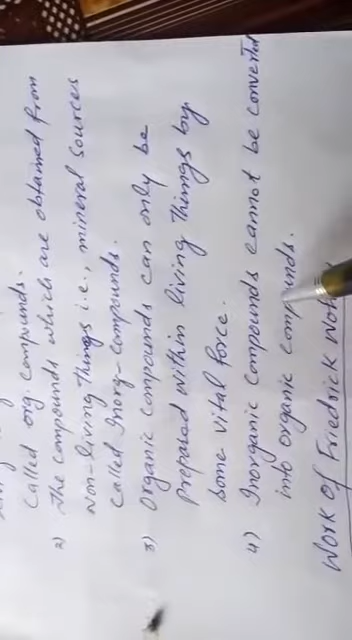 called org. compounds.
2) The compounds which are obtained from
Non-living Things i.e., mineral sources
called Inorg-compounds.
3) Organic compounds can only be
prepared within living Things by
some vital force.
4) Inorganic compounds cannot be converted
into organic compounds.
Work of Fredrick